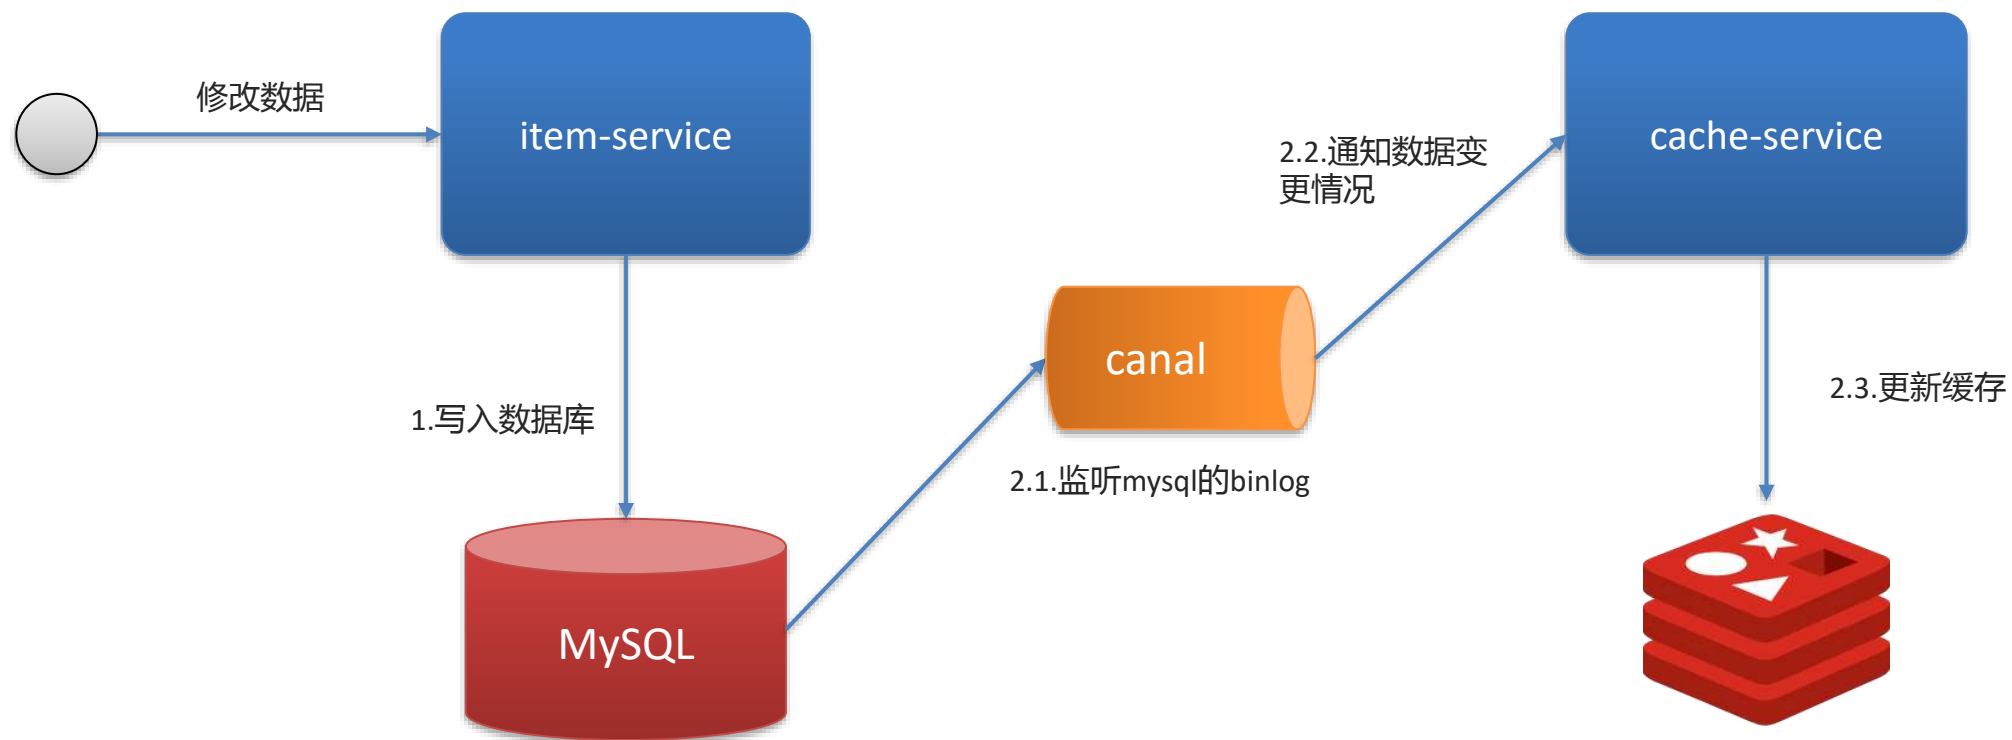 修改数据
item-service
cache-service
2.2.通知数据变
更情况
canal
2.3.更新缓存
1.写入数据库
2.1.监听mysql的binlog
MySQL